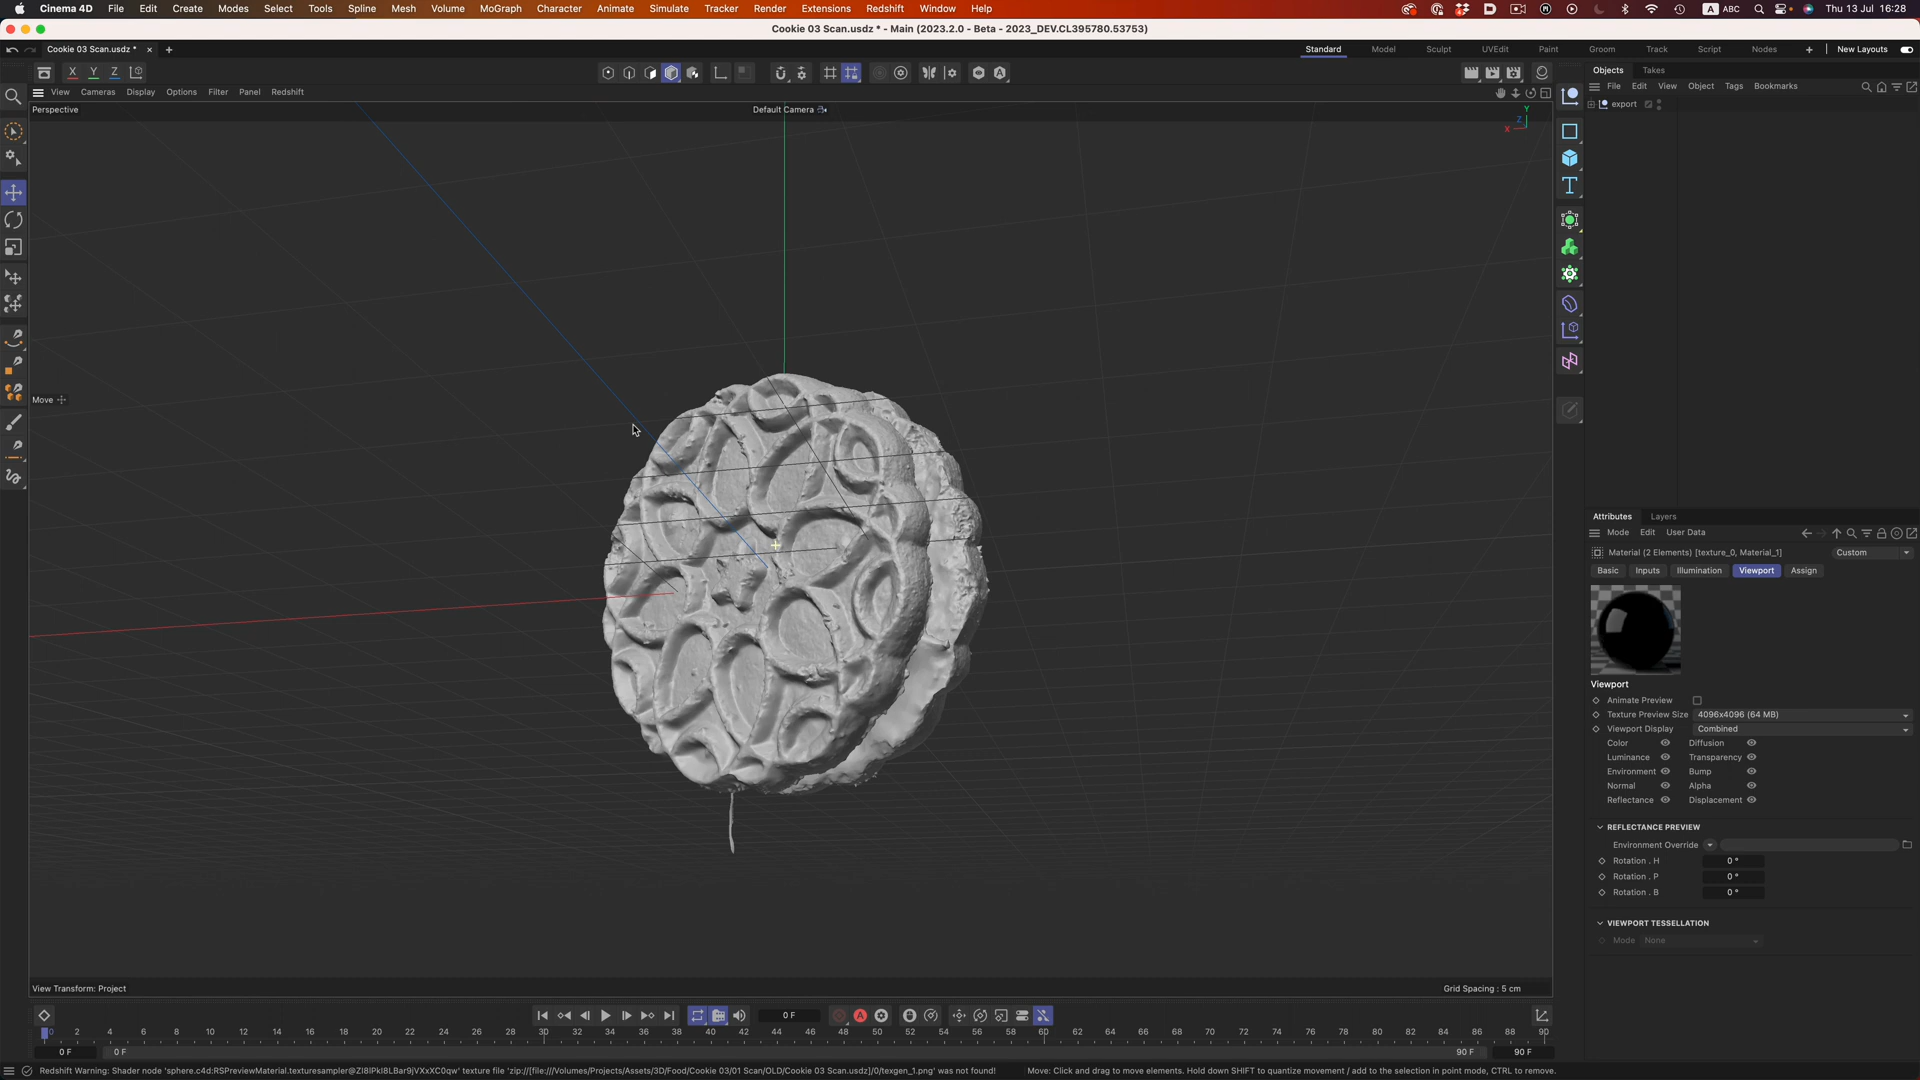 Cinema 4D File Edit Create Modes Select Tools Spline Mesh Volume MoGraph Character Animate Simulate Tracker Render Extensions Redshift Window Help A ABC Thu 13 Jul 16:28
Cookie 03 Scan.usdz * - Main (2023.2.0 - Beta - 2023_DEV.CL395780.53753)
Cookie 03 Scan.usdz * × + Standard Model Sculpt UVEdit Paint Groom Track Script Nodes + New Layouts
X Y Z
Objects Takes
File Edit View Object Tags Bookmarks
View Cameras Display Options Filter Panel Redshift
export
Perspective
Default Camera
Y
Z
X
Move
Attributes Layers
Mode Edit User Data
Material (2 Elements) [texture_0, Material_1] Custom
Basic Inputs Illumination Viewport Assign
Viewport
Animate Preview
Texture Preview Size 4096x4096 (64 MB)
Viewport Display Combined
Color Diffusion
Luminance Transparency
Environment Bump
Normal Alpha
Reflectance Displacement
REFLECTANCE PREVIEW
Environment Override
Rotation . H 0 °
Rotation . P 0 °
Rotation . B 0 °
VIEWPORT TESSELLATION
Mode None
View Transform: Project
Grid Spacing : 5 cm
0 F
0 2 4 6 8 10 12 14 16 18 20 22 24 26 28 30 32 34 36 38 40 42 44 46 48 50 52 54 56 58 60 62 64 66 68 70 72 74 76 78 80 82 84 86 88 90
0 F 0 F 90 F 90 F
Redshift Warning: Shader node 'sphere.c4d:RSPreviewMaterial.texturesampler@ZI8IPkI8LBar9jVXxXC0qw' texture file 'zip://[file:///Volumes/Projects/Assets/3D/Food/Cookie 03/01 Scan/OLD/Cookie 03 Scan.usdz]/0/texgen_1.png' was not found! Move: Click and drag to move elements. Hold down SHIFT to quantize movement / add to the selection in point mode, CTRL to remove.